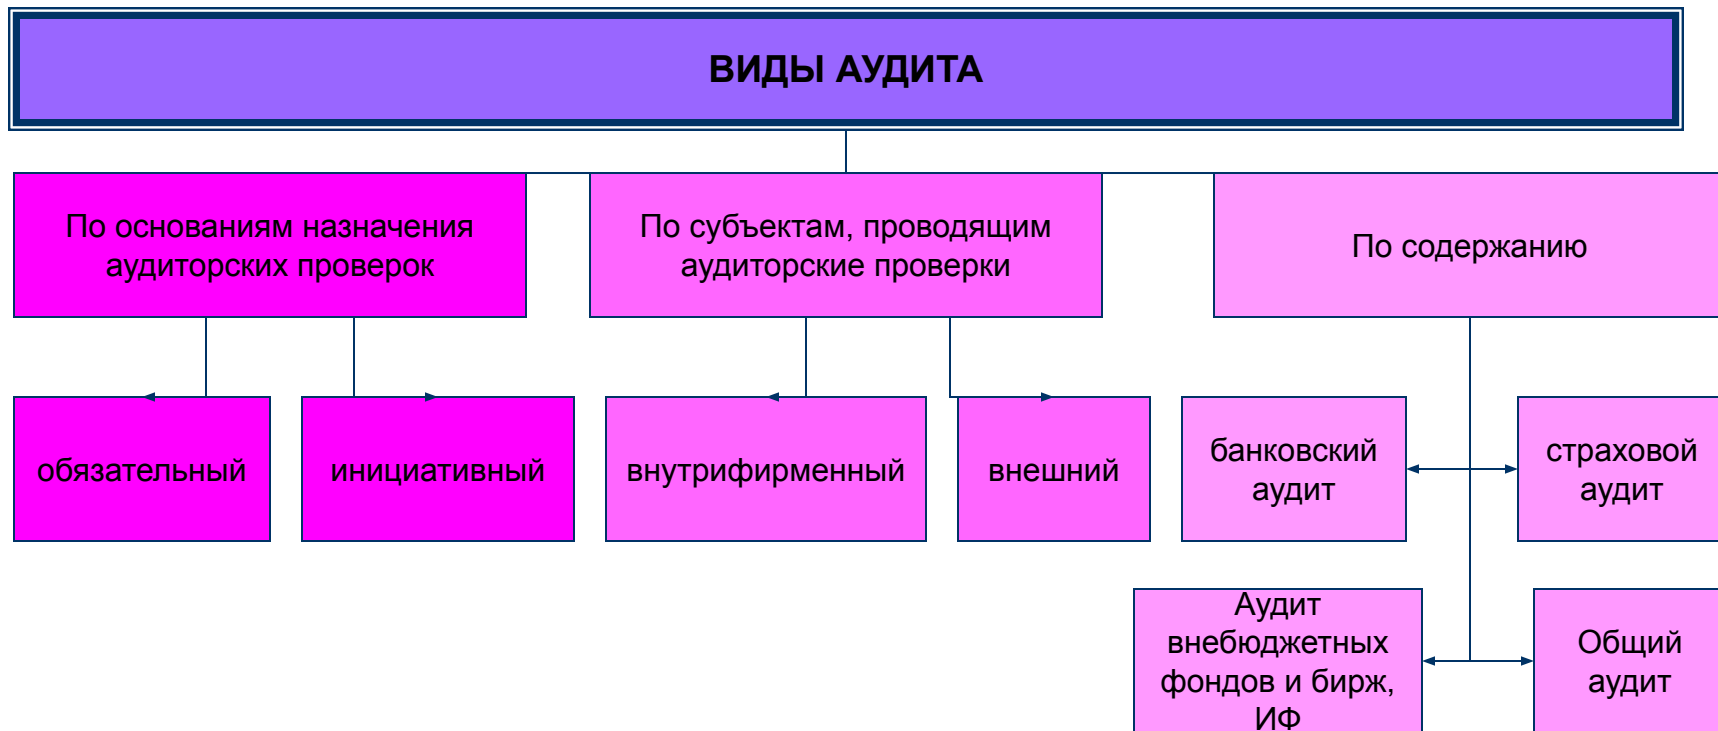 ВИДЫ АУДИТА
По основаниям назначения
аудиторских проверок
По субъектам, проводящим
аудиторские проверки
По содержанию
обязательный
инициативный
внутрифирменный
внешний
банковский
аудит
страховой
аудит
Аудит
внебюджетных
фондов и бирж,
ИФ
Общий
аудит